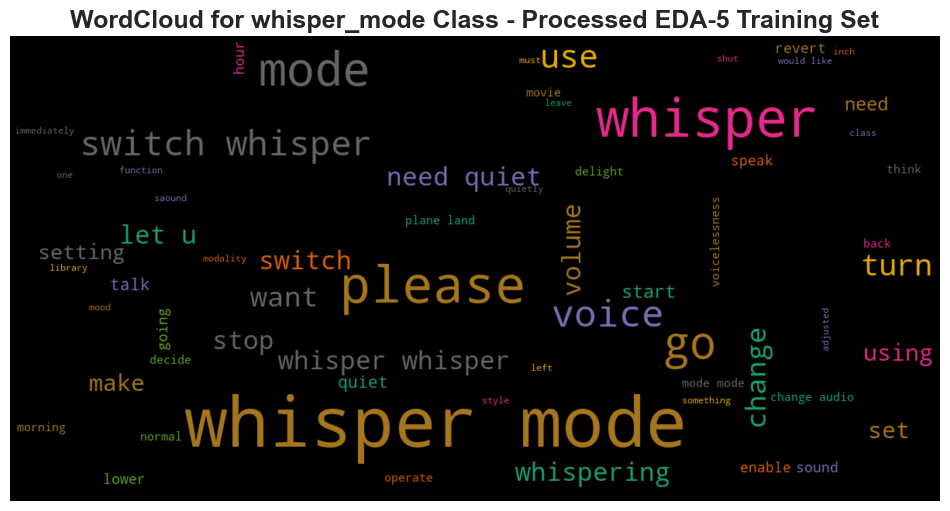 WordCloud for whisper_mode Class - Processed EDA-5 Training Set
hour
mode
must
use
shut
revert
inch
would like
movie
leave
whisper
need
immediately
switch whisper
class
one
function
saound
need quiet
quietly
delight
speak
think
plane land
let u
volume
voicelessness
setting
library
modality
switch
back
turn
talk
please
want
start
mood
going
voice
adjusted
stop
decide
whisper whisper
go
change
using
left
make
quiet
mode mode
change audio
style
something
whisper mode
morning
normal
set
lower
operate
whispering
enable
sound